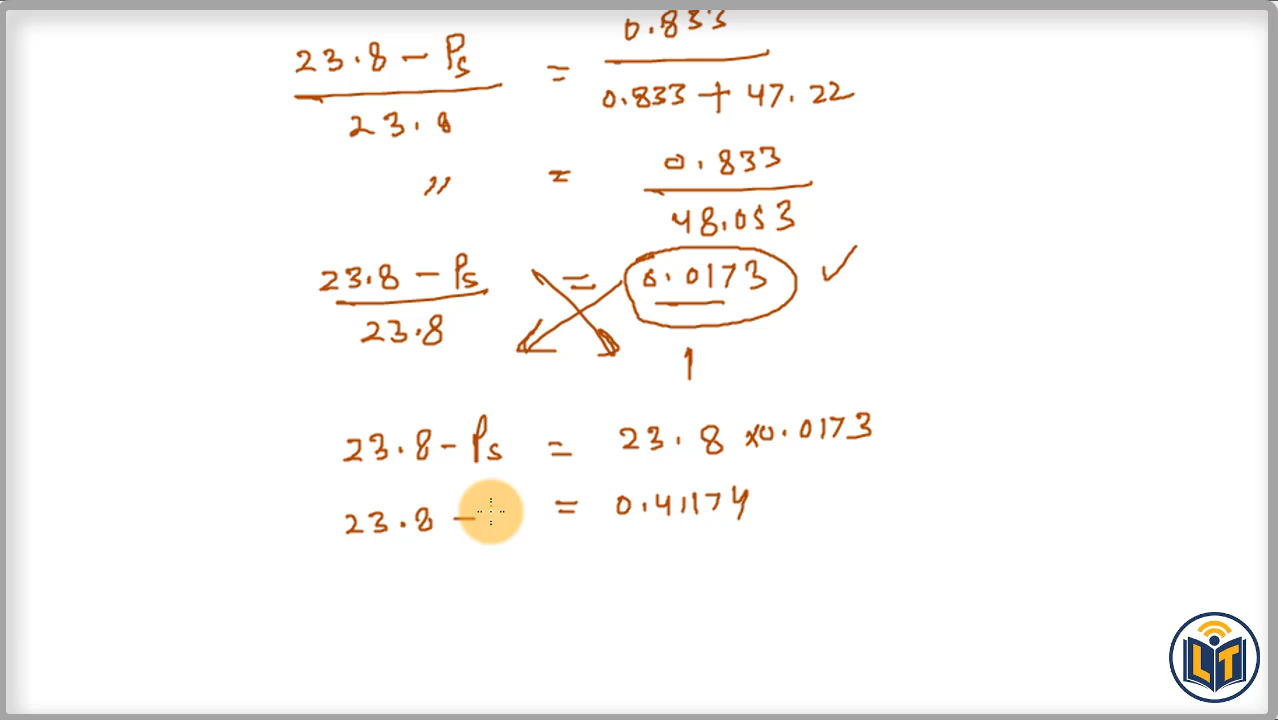 23.8 - Ps = 0.833
23.8 0.833 + 47.22
" = 0.833
48.053
23.8 - Ps = 0.0173
23.8 1
23.8 - Ps = 23.8 x0.0173
23.8 - = 0.41174
LT